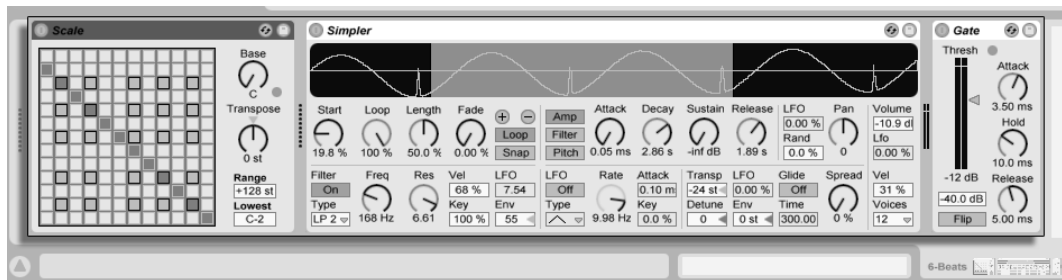 Scale
Base
C
Transpose
0 st
Range
+128 st
Lowest
C-2
Simpler
Start Loop Length Fade
Loop
Snap
19.8 % 100 % 50.0 % 0.00 %
Amp
Filter
Pitch
Attack Decay Sustain Release
0.05 ms 2.86 s -inf dB 1.89 s
LFO
0.00 %
Rand
0.0 %
Pan
0
Volume
-10.9 dB
Lfo
0.00 %
Filter
On
Type
LP 2
Freq
168 Hz
Res
6.61
Vel
68 %
Key
100 %
LFO
7.54
Env
55
LFO
Off
Type
Rate
9.98 Hz
Attack
0.10 m
Key
0.0 %
Transp
-24 st
Detune
0
LFO
0.00 %
Env
0 st
Glide
Off
Time
300.00
Spread
0 %
Vel
31 %
Voices
12
Gate
Thresh
-12 dB
-40.0 dB
Flip
Attack
3.50 ms
Hold
10.0 ms
Release
5.00 ms
6-Beats